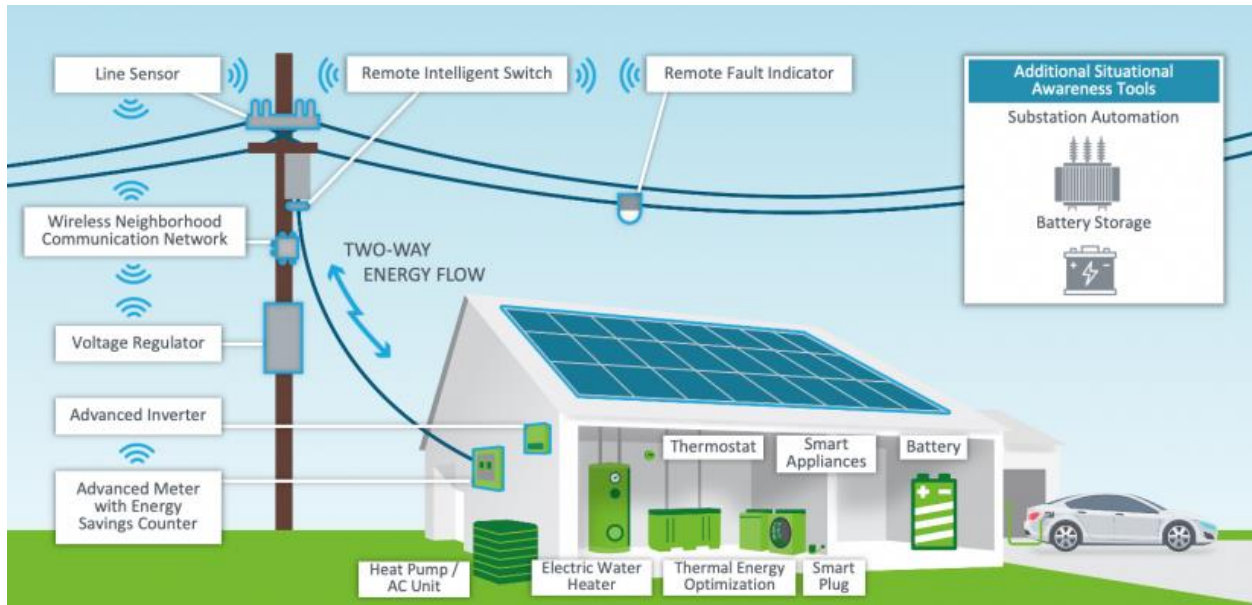 Line Sensor
Remote Intelligent Switch
Remote Fault Indicator
Additional Situational
Awareness Tools
Substation Automation
Battery Storage
Wireless Neighborhood
Communication Network
TWO-WAY
ENERGY FLOW
Voltage Regulator
Advanced Inverter
Advanced Meter
with Energy
Savings Counter
Thermostat
Smart
Appliances
Battery
Heat Pump /
AC Unit
Electric Water
Heater
Thermal Energy
Optimization
Smart
Plug